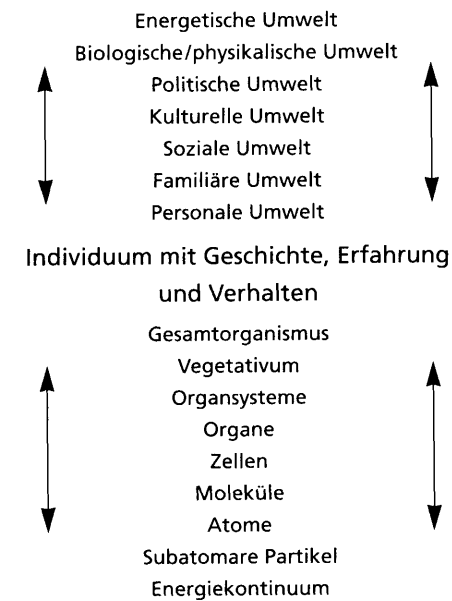 Energetische Umwelt
Biologische/physikalische Umwelt
Politische Umwelt
Kulturelle Umwelt
Soziale Umwelt
Familiäre Umwelt
Personale Umwelt
Individuum mit Geschichte, Erfahrung
und Verhalten
Gesamtorganismus
Vegetativum
Organsysteme
Organe
Zellen
Moleküle
Atome
Subatomare Partikel
Energiekontinuum